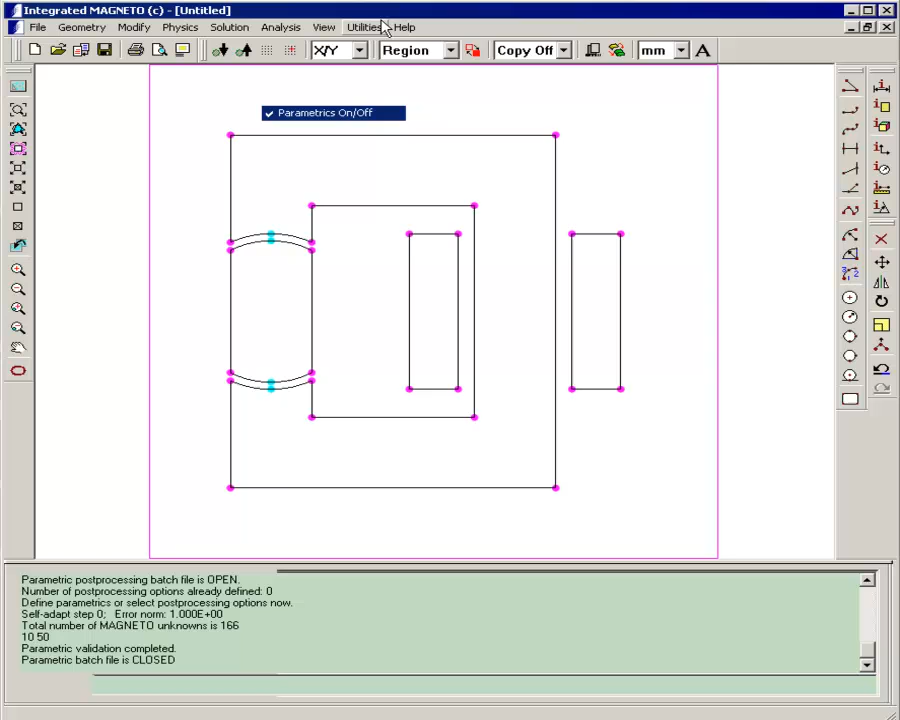 Integrated MAGNETO (c) - [Untitled]
File Geometry Modify Physics Solution Analysis View Utilities Help
X/Y Region Copy Off mm A
Parametrics On/Off
Parametric postprocessing batch file is OPEN.
Number of postprocessing options already defined: 0
Define parametrics or select postprocessing options now.
Self-adapt step 0; Error norm: 1.000E+00
Total number of MAGNETO unknowns is 166
10 50
Parametric validation completed.
Parametric batch file is CLOSED